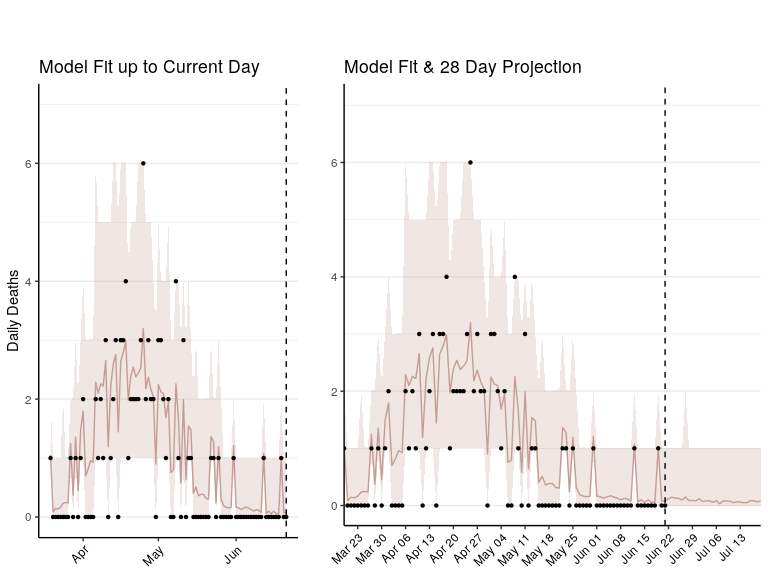 Model Fit up to Current Day
Model Fit & 28 Day Projection
Daily Deaths
6
4
2
0
Apr
May
Jun
6
4
2
0
Mar 23
Mar 30
Apr 06
Apr 13
Apr 20
Apr 27
May 04
May 11
May 18
May 25
Jun 01
Jun 08
Jun 15
Jun 22
Jun 29
Jul 06
Jul 13